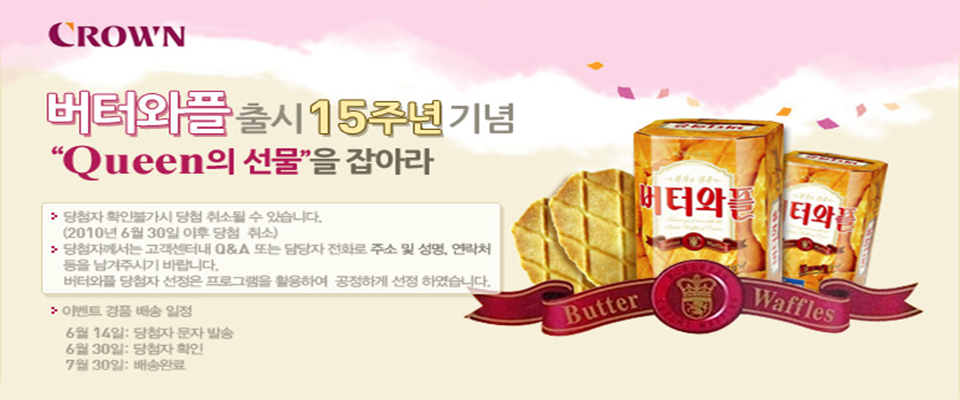 CROWN
버터와플 출시 15주년 기념
“Queen의 선물”을 잡아라
당첨자 확인불가시 당첨 취소될 수 있습니다.
(2010년 6월 30일 이후 당첨 취소)
당첨자께서는 고객센터내 Q&A 또는 담당자 전화로 주소 및 성명, 연락처
등을 남겨주시기 바랍니다.
버터와플 당첨자 선정은 프로그램을 활용하여 공정하게 선정 하였습니다.
이벤트 경품 배송 일정
6월 14일: 당첨자 문자 발송
6월 30일: 당첨자 확인
7월 30일: 배송완료
버터와플
버터와플
Butter Waffles